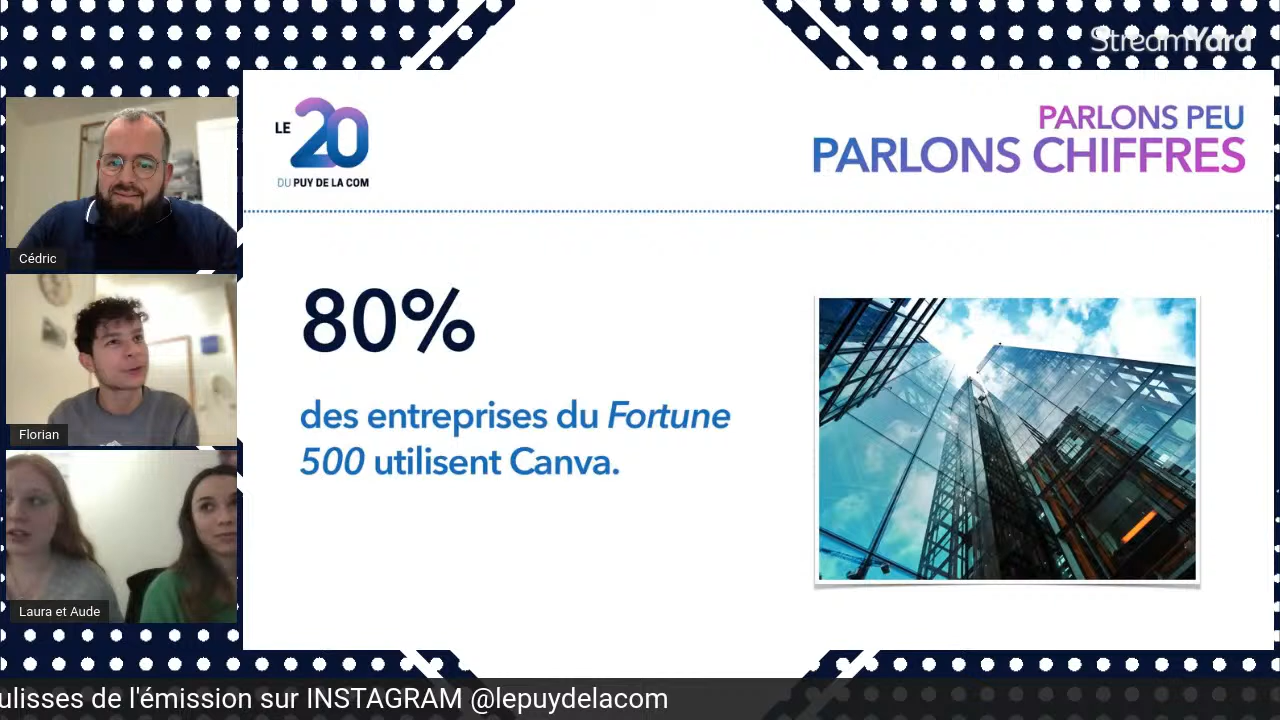 StreamYard
LE 20
DU PUY DE LA COM
PARLONS PEU
PARLONS CHIFFRES
80%
des entreprises du Fortune
500 utilisent Canva.
Cédric
Florian
Laura et Aude
ulisses de l'émission sur INSTAGRAM @lepuydelacom